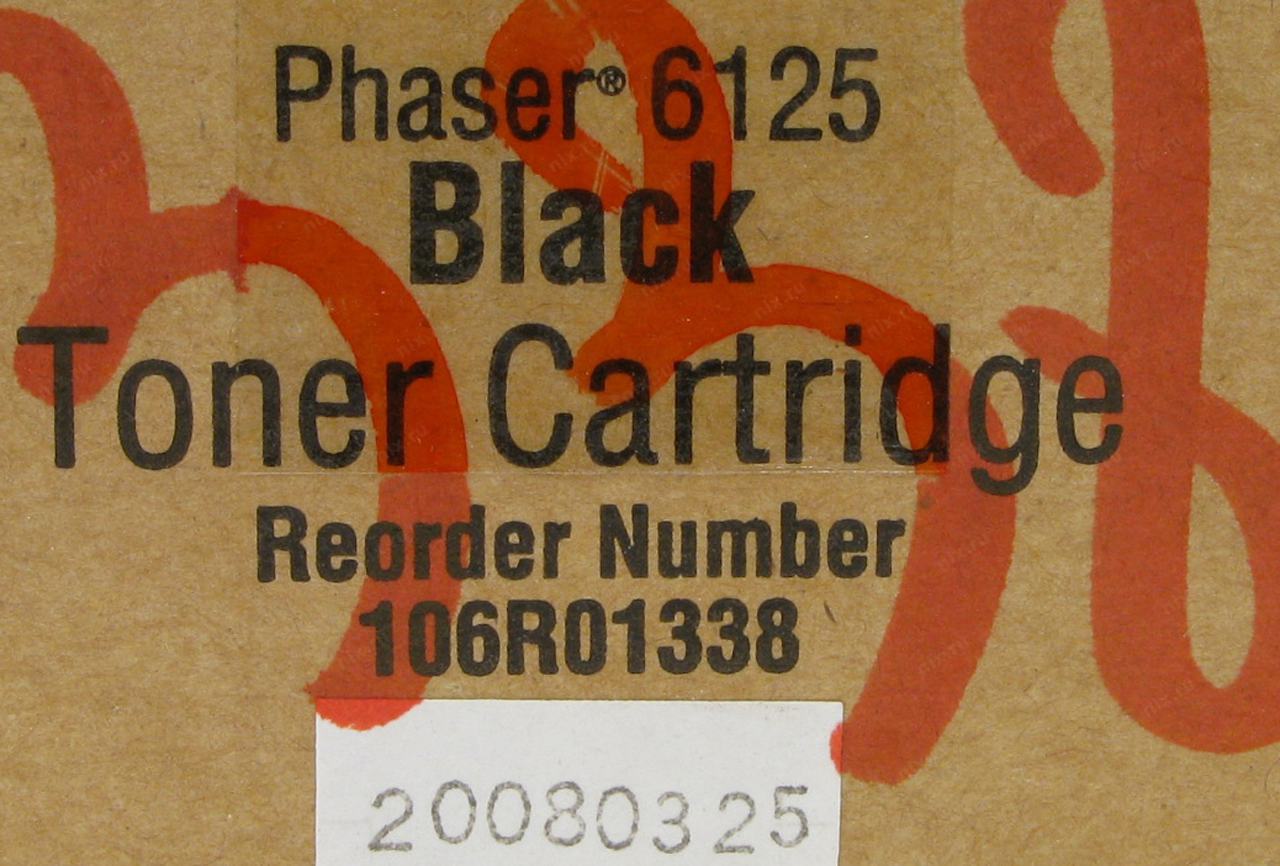 Phaser® 6125
Black
Toner Cartridge
Reorder Number
106R01338
20080325